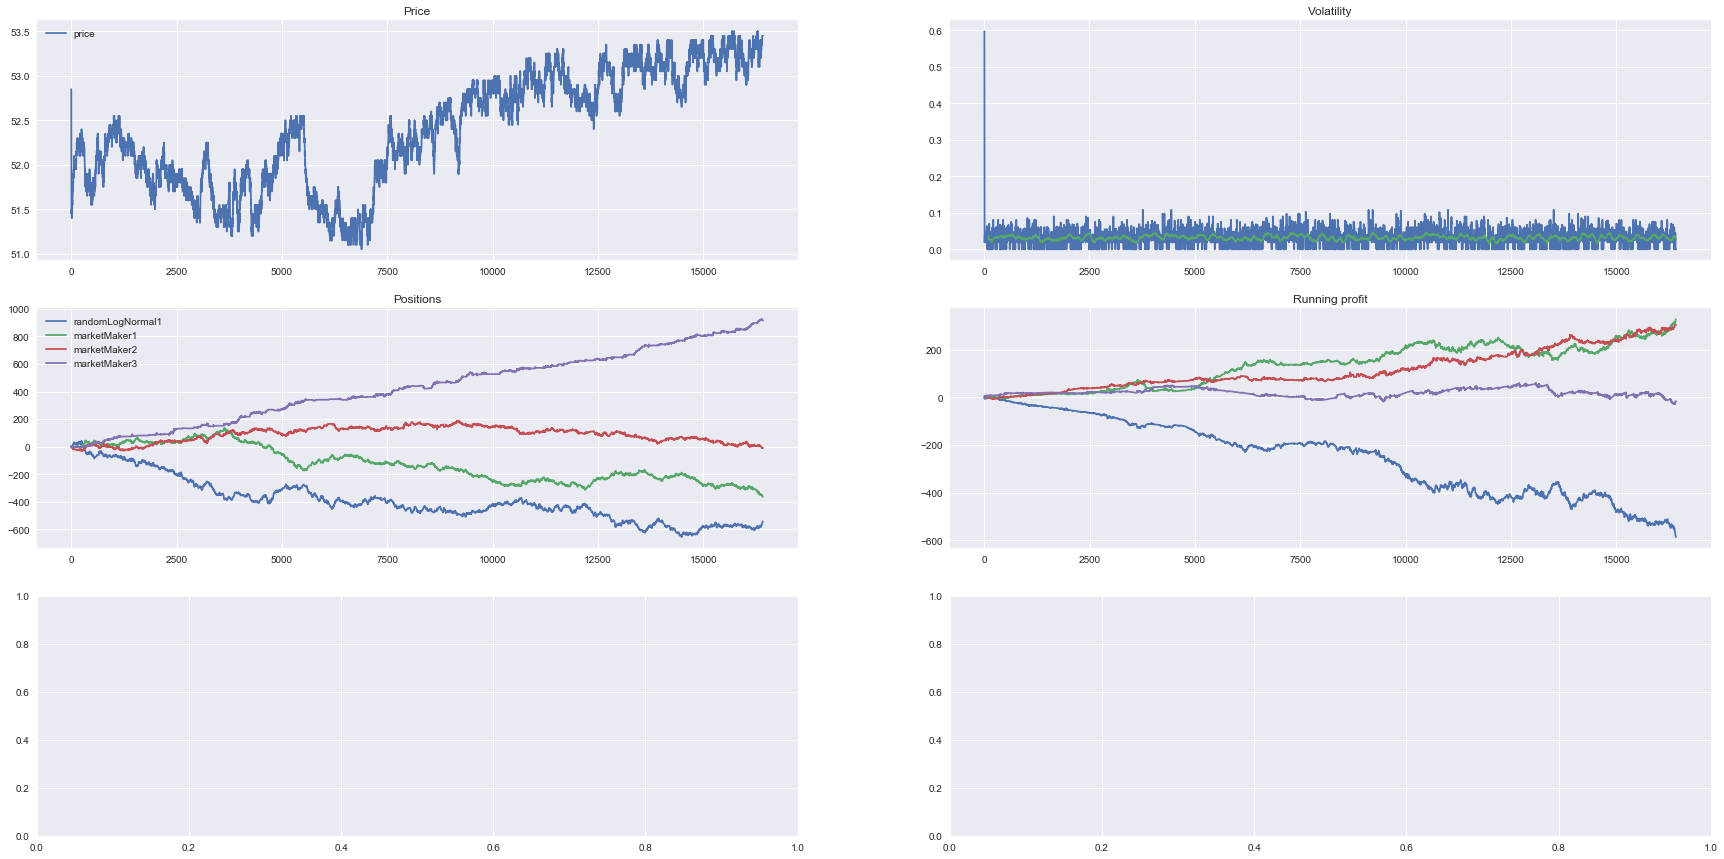 Price
53.5
53.0
52.5
52.0
51.5
51.0
price
0 2500 5000 7500 10000 12500 15000
Volatility
0.6
0.5
0.4
0.3
0.2
0.1
0.0
0 2500 5000 7500 10000 12500 15000
Positions
1000
800
600
400
200
0
−200
−400
−600
randomLogNormal1
marketMaker1
marketMaker2
marketMaker3
0 2500 5000 7500 10000 12500 15000
Running profit
200
0
−200
−400
−600
0 2500 5000 7500 10000 12500 15000
1.0
0.8
0.6
0.4
0.2
0.0
0.0 0.2 0.4 0.6 0.8 1.0
1.0
0.8
0.6
0.4
0.2
0.0
0.0 0.2 0.4 0.6 0.8 1.0